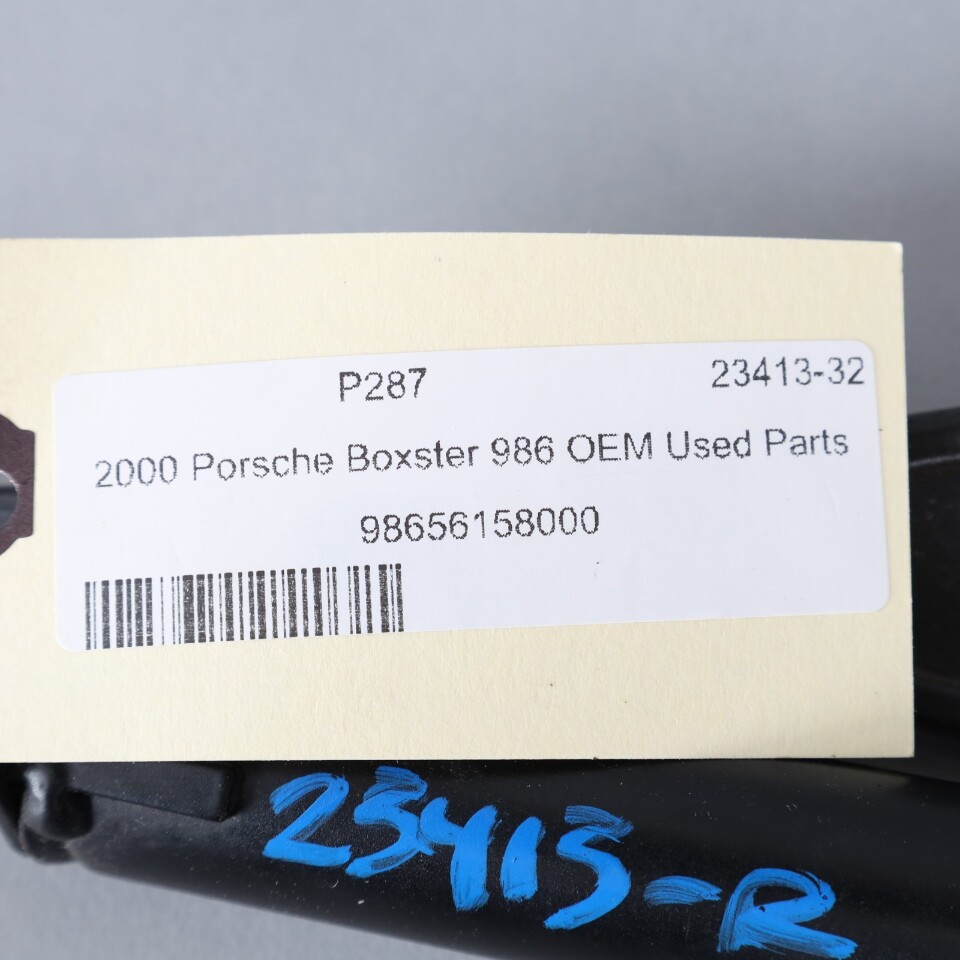 P287 23413-32
2000 Porsche Boxster 986 OEM Used Parts
98656158000
23413-R